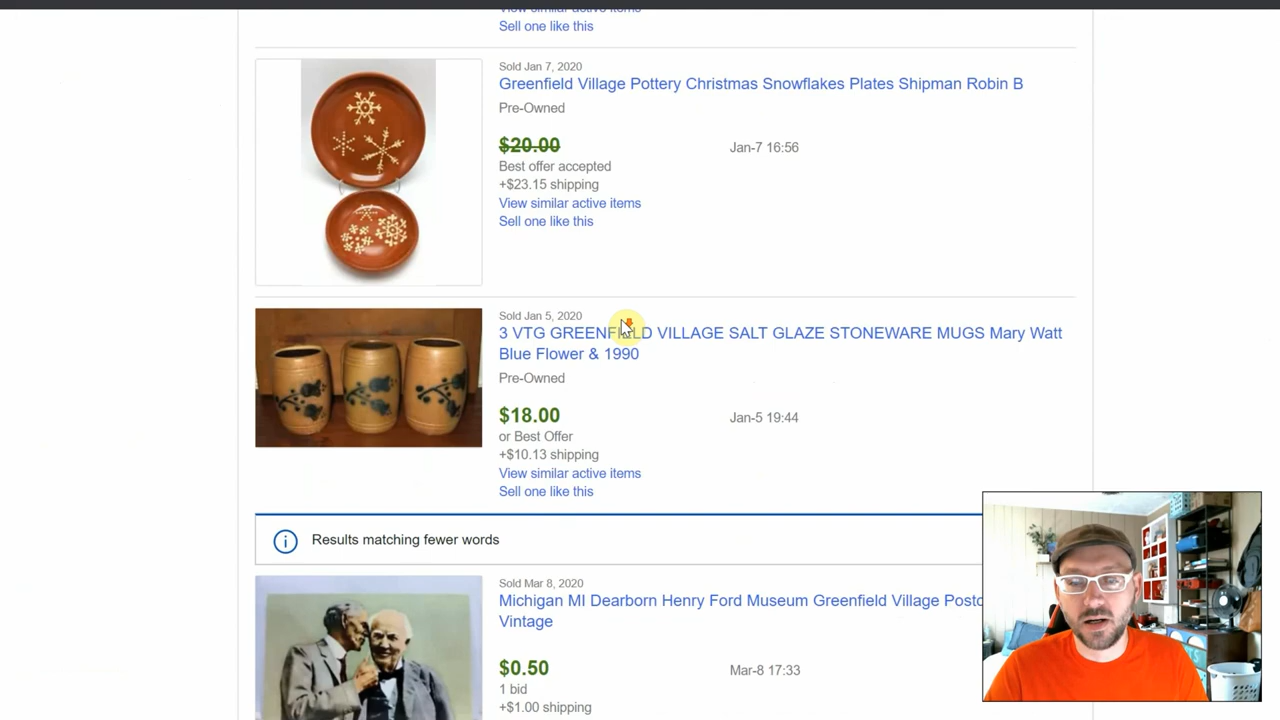 View similar active items
Sell one like this
Sold Jan 7, 2020
Greenfield Village Pottery Christmas Snowflakes Plates Shipman Robin B
Pre-Owned
$20.00
Jan-7 16:56
Best offer accepted
+$23.15 shipping
View similar active items
Sell one like this
Sold Jan 5, 2020
3 VTG GREENFIELD VILLAGE SALT GLAZE STONEWARE MUGS Mary Watt
Blue Flower & 1990
Pre-Owned
$18.00
Jan-5 19:44
or Best Offer
+$10.13 shipping
View similar active items
Sell one like this
Results matching fewer words
Sold Mar 8, 2020
Michigan MI Dearborn Henry Ford Museum Greenfield Village
Vintage
$0.50
Mar-8 17:33
1 bid
+$1.00 shipping